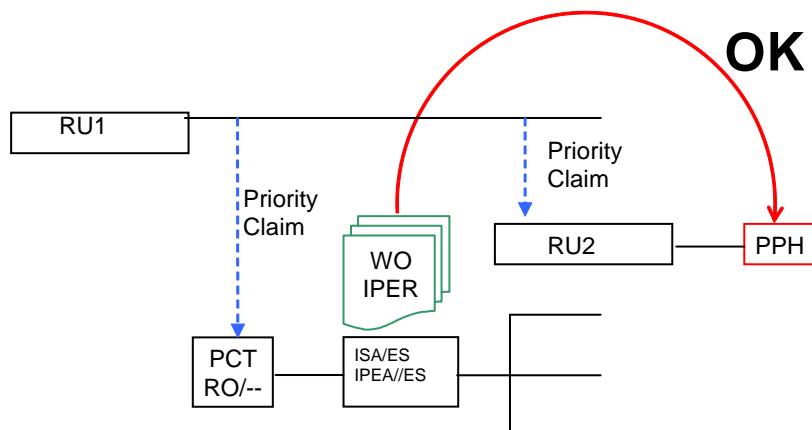 OK
RU1
Priority
Claim
Priority
Claim
WO
IPER
RU2
PPH
PCT
RO/--
ISA/ES
IPEA//ES